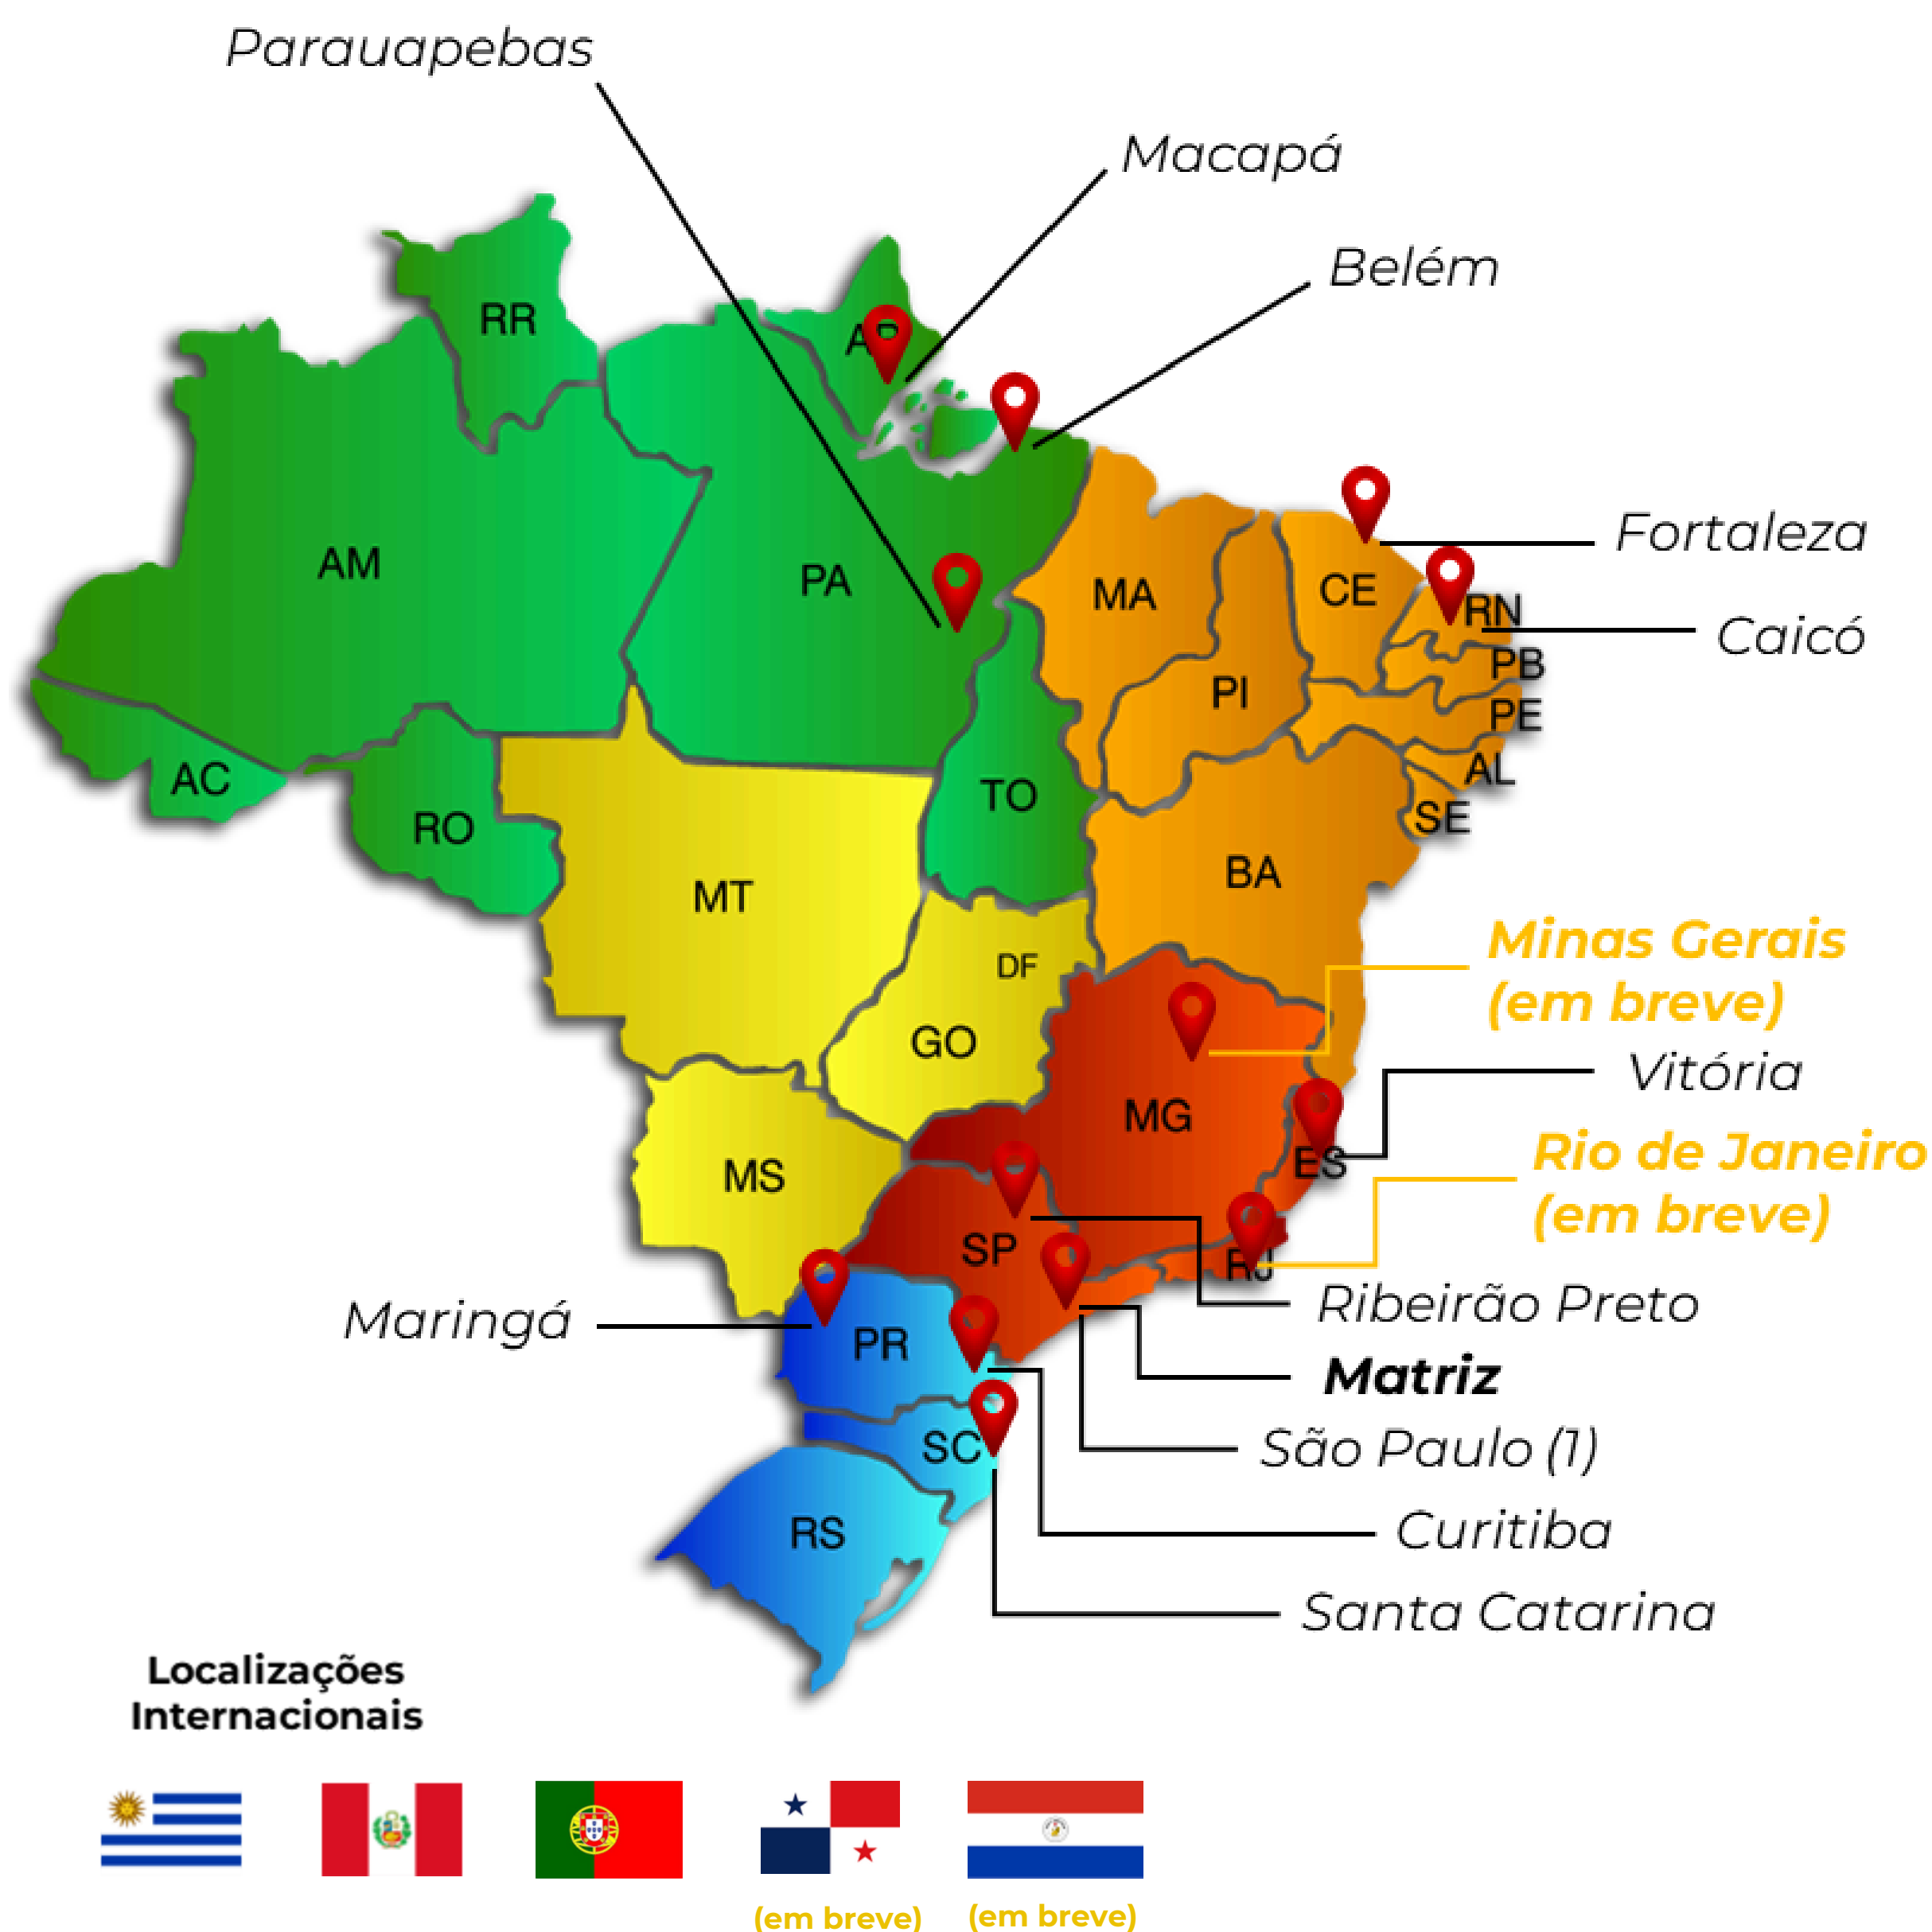 Parauapebas
Macapá
Belém
RR
AP
Fortaleza
AM
PA
MA
CE
RN
Caicó
PB
PI
PE
AC
TO
AL
RO
SE
BA
MT
Minas Gerais
(em breve)
DF
GO
Vitória
MG
Rio de Janeiro
(em breve)
ES
MS
SP
RJ
Ribeirão Preto
Maringá
PR
Matriz
São Paulo (1)
SC
Curitiba
RS
Santa Catarina
Localizações
Internacionais
(em breve)
(em breve)